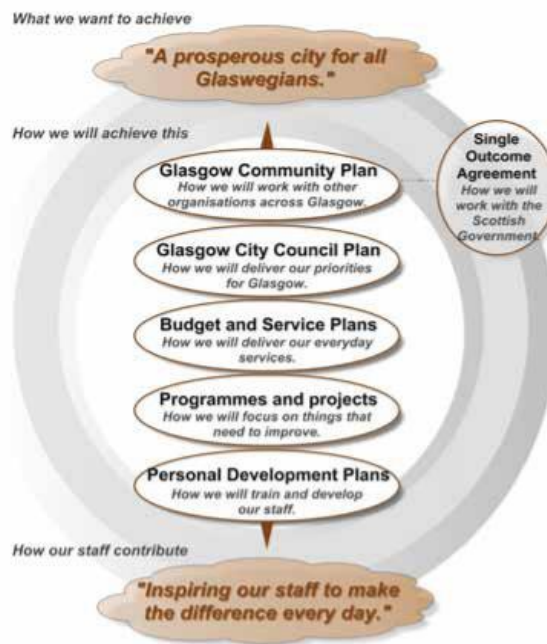 What we want to achieve
"A prosperous city for all
Glaswegians."
How we will achieve this
Single
Outcome
Agreement
How we will
work with the
Scottish
Government.
Glasgow Community Plan
How we will work with other
organisations across Glasgow.
Glasgow City Council Plan
How we will deliver our priorities
for Glasgow.
Budget and Service Plans
How we will deliver our everyday
services.
Programmes and projects
How we will focus on things that
need to improve.
Personal Development Plans
How we will train and develop
our staff.
How our staff contribute
"Inspiring our staff to make
the difference every day."